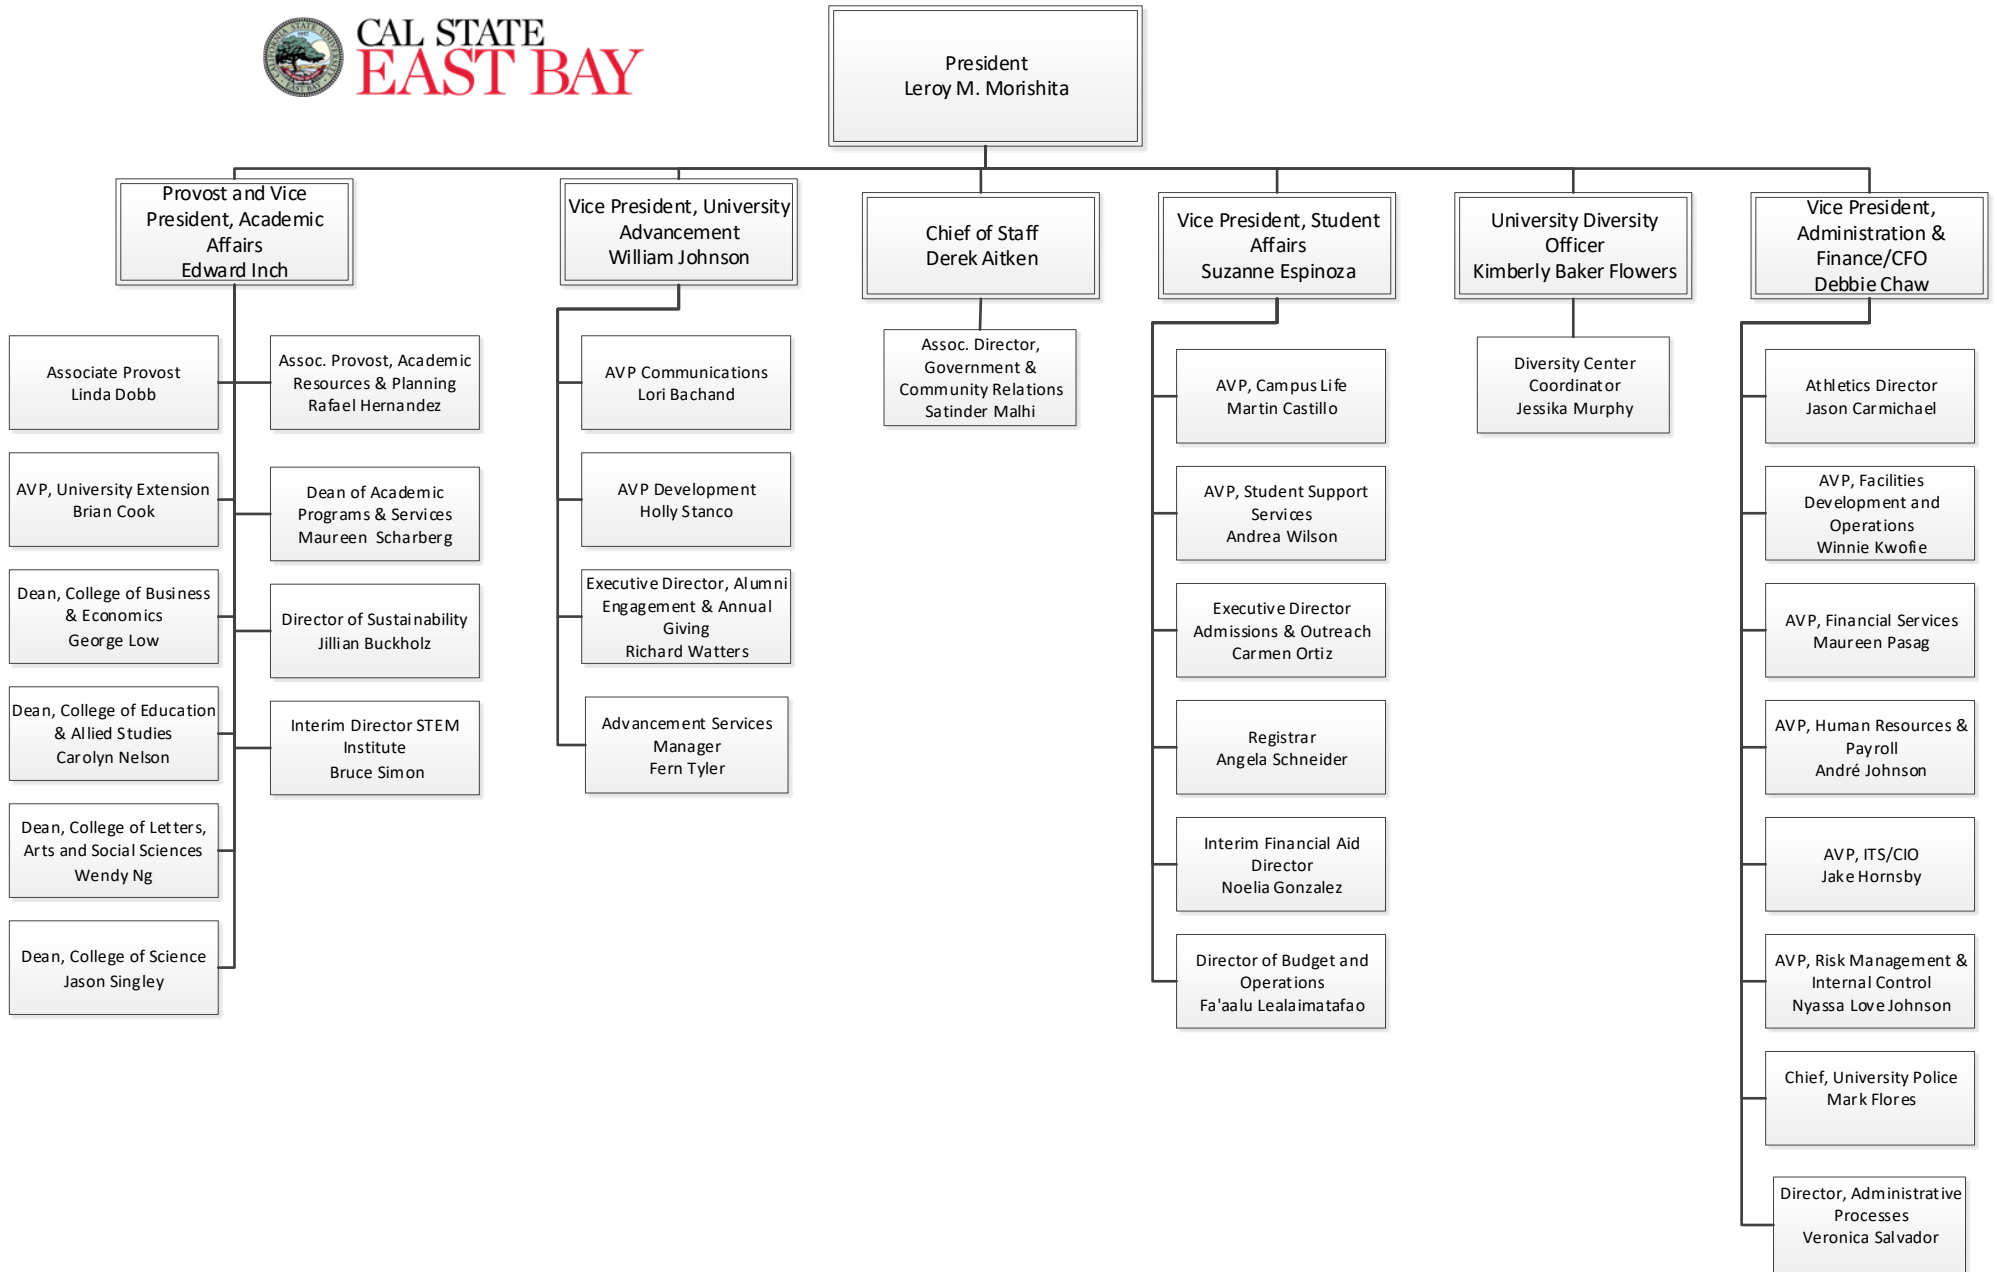 CAL STATE
EAST BAY
President
Leroy M. Morishita
Provost and Vice
President, Academic
Affairs
Edward Inch
Vice President, University
Advancement
William Johnson
Chief of Staff
Derek Aitken
Vice President, Student
Affairs
Suzanne Espinoza
University Diversity
Officer
Kimberly Baker Flowers
Vice President,
Administration &
Finance/CFO
Debbie Chaw
Associate Provost
Linda Dobb
AVP, University Extension
Brian Cook
Dean, College of Business
& Economics
George Low
Dean, College of Education
& Allied Studies
Carolyn Nelson
Dean, College of Letters,
Arts and Social Sciences
Wendy Ng
Dean, College of Science
Jason Singley
Assoc. Provost, Academic
Resources & Planning
Rafael Hernandez
Dean of Academic
Programs & Services
Maureen Scharberg
Director of Sustainability
Jillian Buckholz
Interim Director STEM
Institute
Bruce Simon
AVP Communications
Lori Bachand
AVP Development
Holly Stanco
Executive Director, Alumni
Engagement & Annual
Giving
Richard Watters
Advancement Services
Manager
Fern Tyler
Assoc. Director,
Government &
Community Relations
Satinder Malhi
AVP, Campus Life
Martin Castillo
AVP, Student Support
Services
Andrea Wilson
Executive Director
Admissions & Outreach
Carmen Ortiz
Registrar
Angela Schneider
Interim Financial Aid
Director
Noelia Gonzalez
Director of Budget and
Operations
Fa'aalu Lealaimatafao
Diversity Center
Coordinator
Jessika Murphy
Athletics Director
Jason Carmichael
AVP, Facilities
Development and
Operations
Winnie Kwofie
AVP, Financial Services
Maureen Pasag
AVP, Human Resources &
Payroll
André Johnson
AVP, ITS/CIO
Jake Hornsby
AVP, Risk Management &
Internal Control
Nyassa Love Johnson
Chief, University Police
Mark Flores
Director, Administrative
Processes
Veronica Salvador